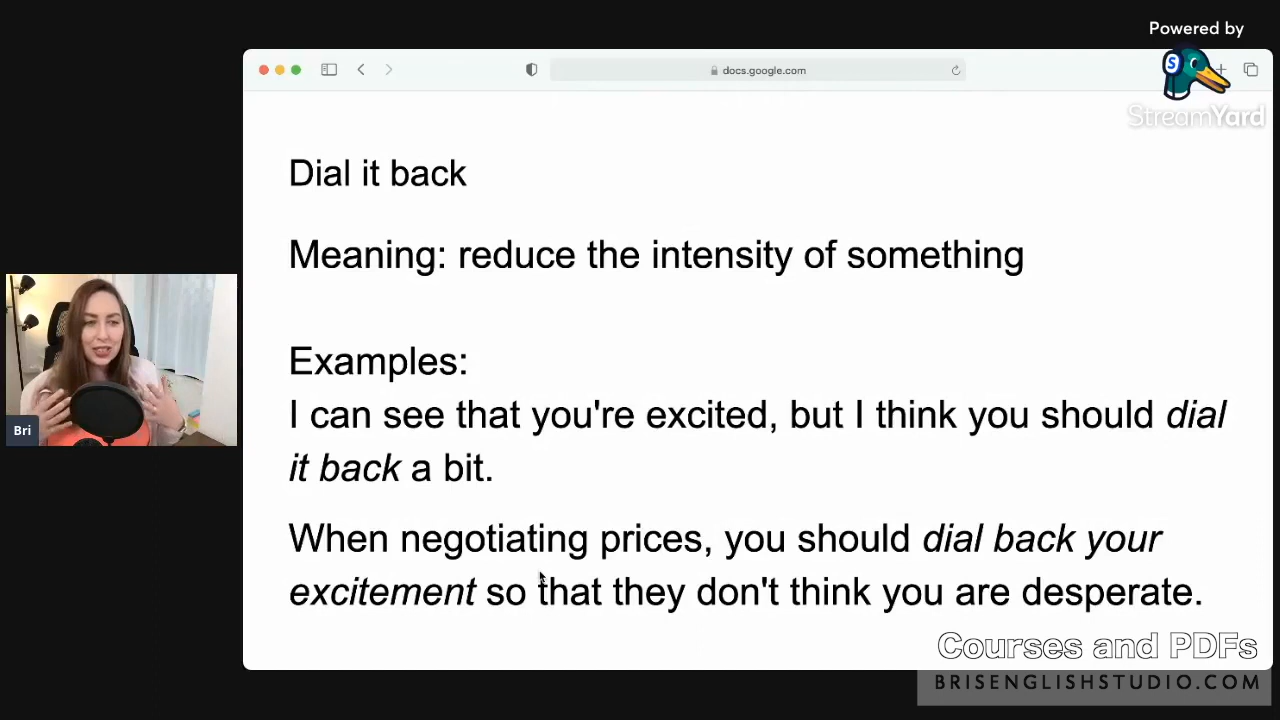 Powered by
S
docs.google.com
StreamYard
Dial it back
Meaning: reduce the intensity of something
Examples:
I can see that you're excited, but I think you should dial
it back a bit.
Bri
When negotiating prices, you should dial back your
excitement so that they don't think you are desperate.
Courses and PDFs
BRISENGLISHSTUDIO.COM